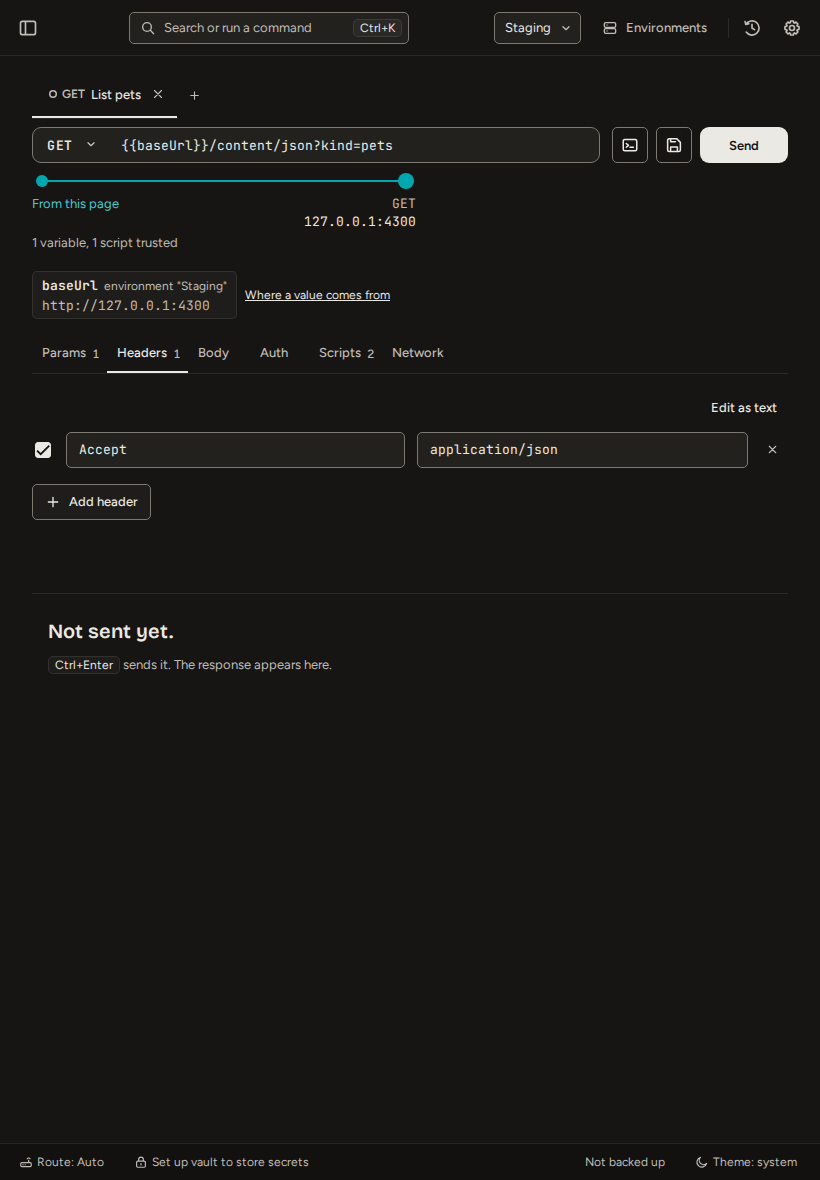 Search or run a command Ctrl+K Staging Environments
GET List pets
GET {{baseUrl}}/content/json?kind=pets Send
From this page GET
127.0.0.1:4300
1 variable, 1 script trusted
baseUrl environment "Staging"
http://127.0.0.1:4300
Where a value comes from
Params 1 Headers 1 Body Auth Scripts 2 Network
Edit as text
Accept application/json
Add header
Not sent yet.
Ctrl+Enter sends it. The response appears here.
Route: Auto Set up vault to store secrets Not backed up Theme: system